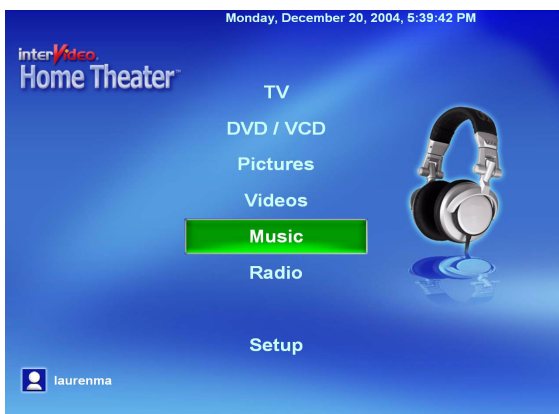 Monday, December 20, 2004, 5:39:42 PM
interVideo.
Home Theater™
TV
DVD / VCD
Pictures
Videos
Music
Radio
Setup
laurenma